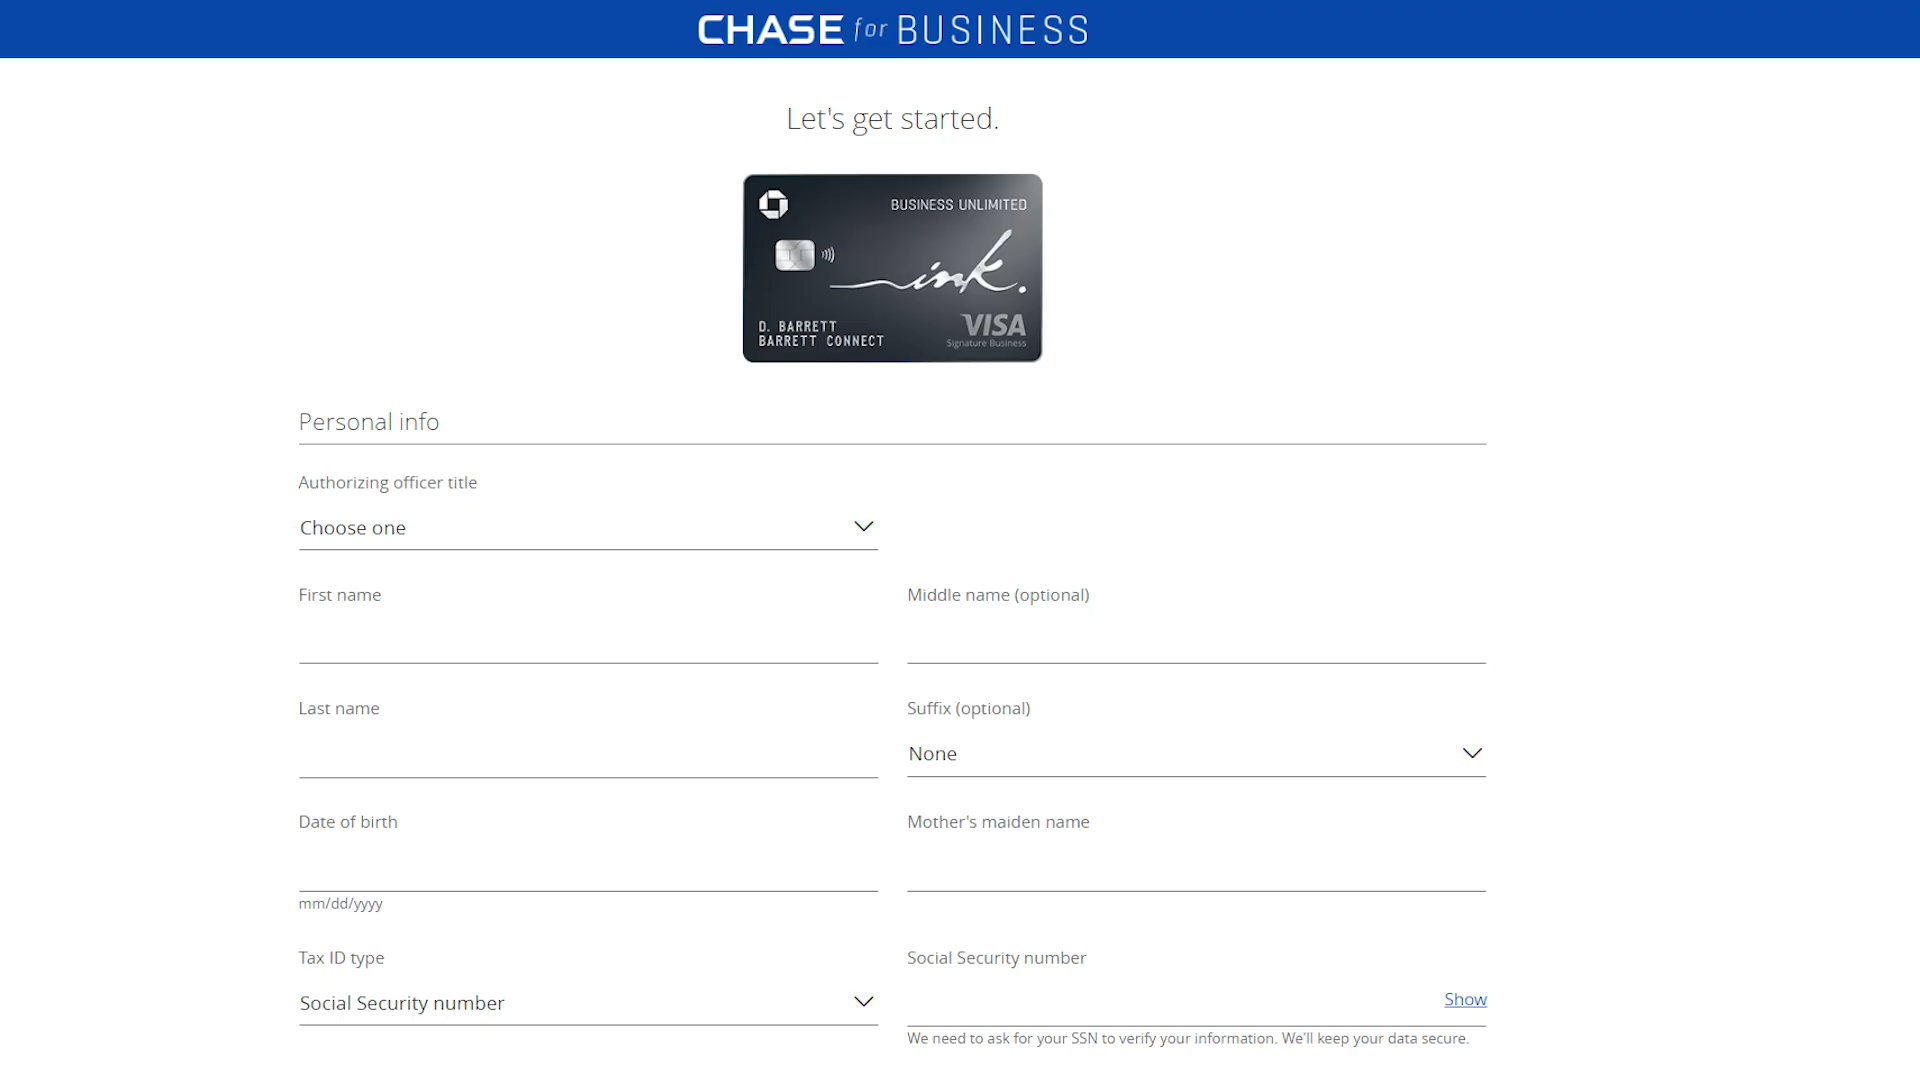 CHASE for BUSINESS
Let's get started.
BUSINESS UNLIMITED
ink.
D. BARRETT
BARRETT CONNECT
VISA
Signature Business
Personal info
Authorizing officer title
Choose one
First name
Middle name (optional)
Last name
Suffix (optional)
None
Date of birth
Mother's maiden name
mm/dd/yyyy
Tax ID type
Social Security number
Social Security number
Show
We need to ask for your SSN to verify your information. We'll keep your data secure.